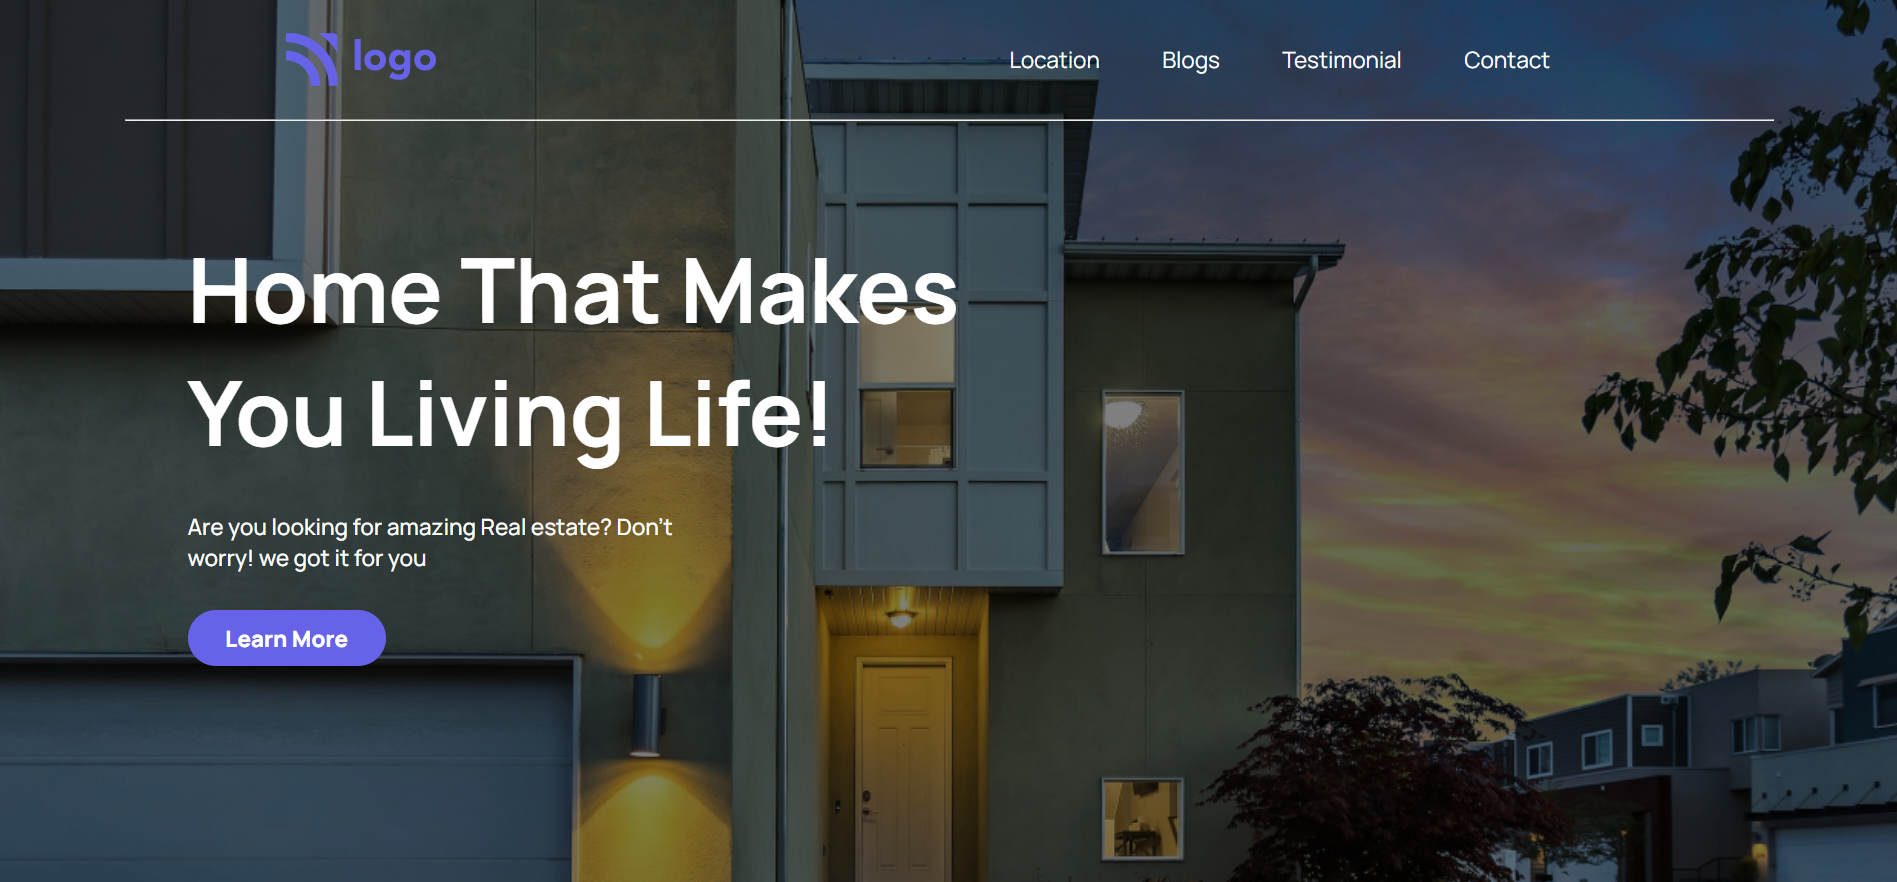 logo
Location Blogs Testimonial Contact
Home That Makes
You Living Life!
Are you looking for amazing Real estate? Don't
worry! we got it for you
Learn More